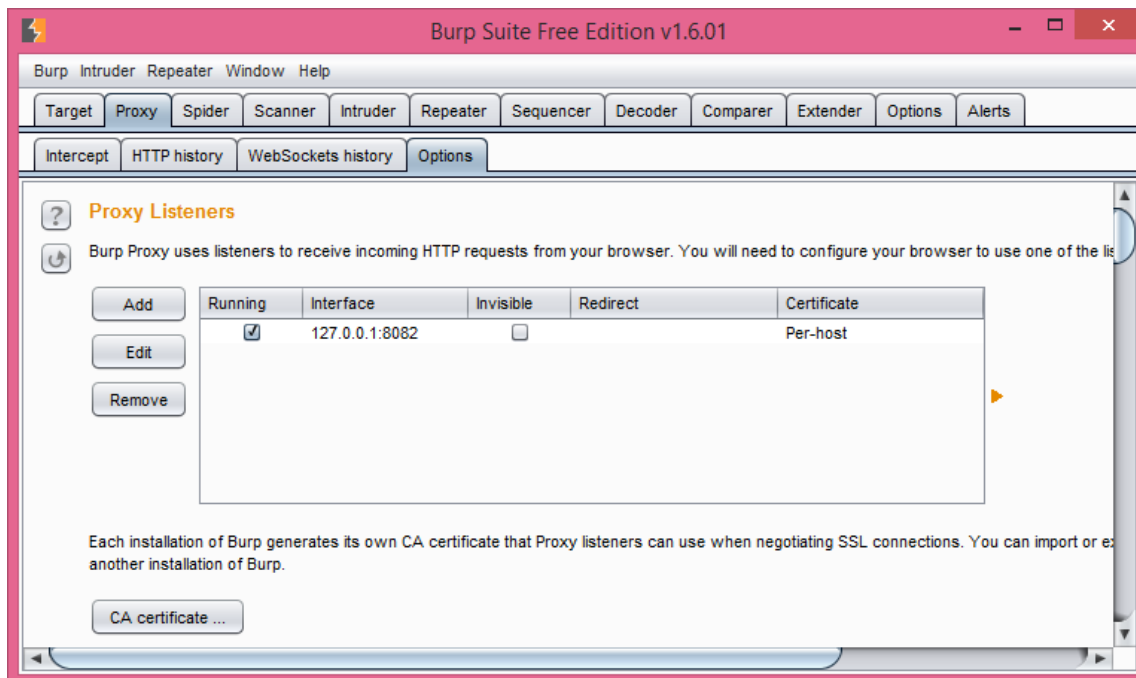 Burp Suite Free Edition v1.6.01
Burp Intruder Repeater Window Help
Target Proxy Spider Scanner Intruder Repeater Sequencer Decoder Comparer Extender Options Alerts
Intercept HTTP history WebSockets history Options
? Proxy Listeners
Burp Proxy uses listeners to receive incoming HTTP requests from your browser. You will need to configure your browser to use one of the
Add Running Interface Invisible Redirect Certificate
127.0.0.1:8082 Per-host
Edit
Remove
Each installation of Burp generates its own CA certificate that Proxy listeners can use when negotiating SSL connections. You can import or
another installation of Burp.
CA certificate ...